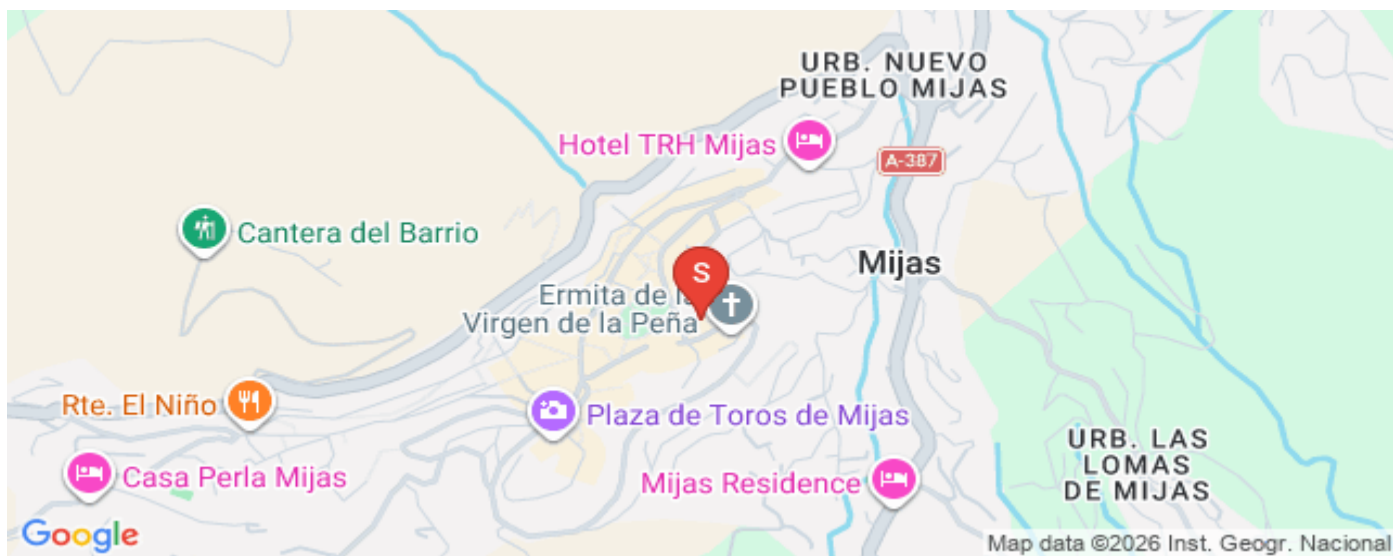 URB. NUEVO
PUEBLO MIJAS
Hotel TRH Mijas
A-387
Cantera del Barrio
Mijas
S
Ermita de la
Virgen de la Peña
Rte. El Niño
Plaza de Toros de Mijas
URB. LAS
LOMAS
DE MIJAS
Casa Perla Mijas
Mijas Residence
Google
Map data ©2026 Inst. Geogr. Nacional